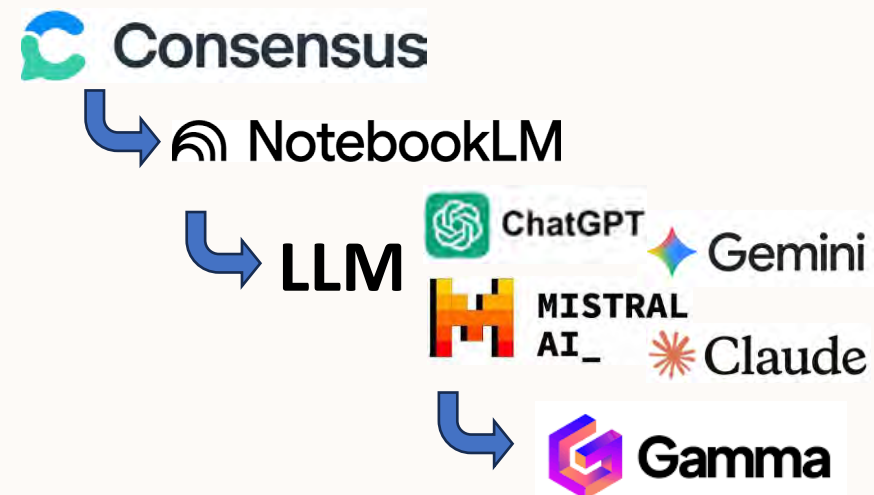 Consensus
NotebookLM
LLM
ChatGPT
Gemini
MISTRAL
AI_
Claude
Gamma